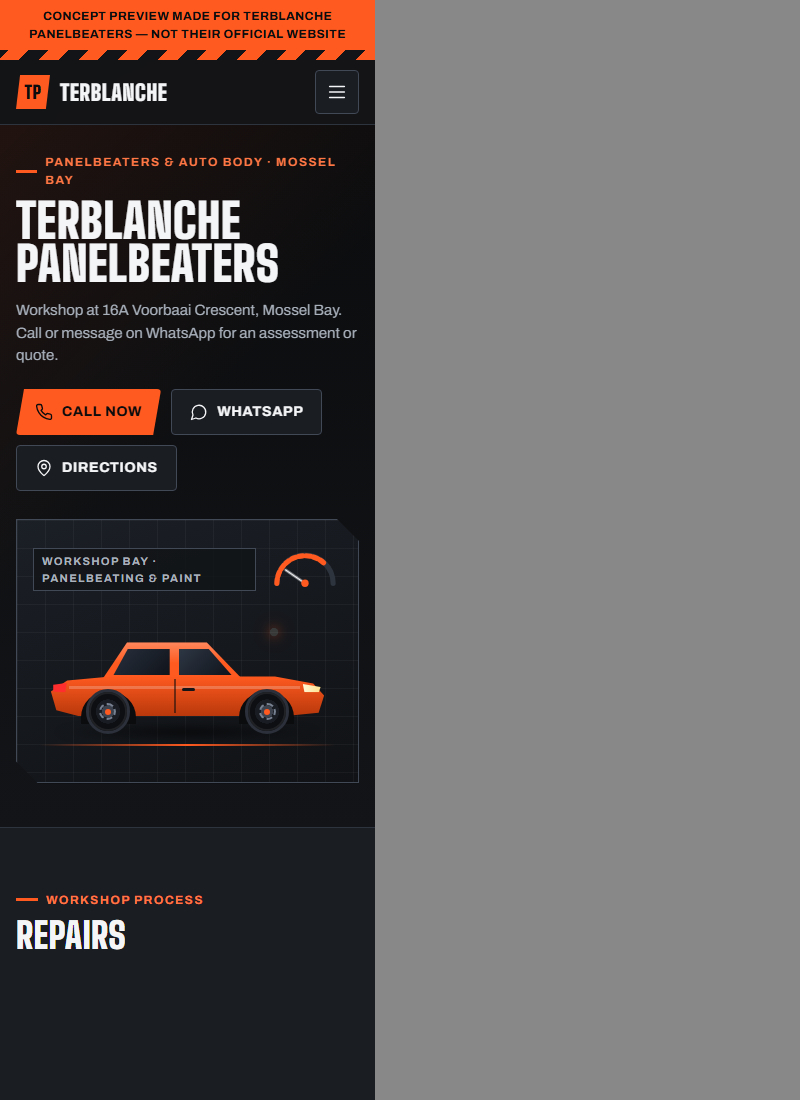 CONCEPT PREVIEW MADE FOR TERBLANCHE
PANELBEATERS — NOT THEIR OFFICIAL WEBSITE
TP TERBLANCHE
PANELBEATERS & AUTO BODY · MOSSEL
BAY
TERBLANCHE
PANELBEATERS
Workshop at 16A Voorbaai Crescent, Mossel Bay.
Call or message on WhatsApp for an assessment or
quote.
CALL NOW
WHATSAPP
DIRECTIONS
WORKSHOP BAY ·
PANELBEATING & PAINT
WORKSHOP PROCESS
REPAIRS